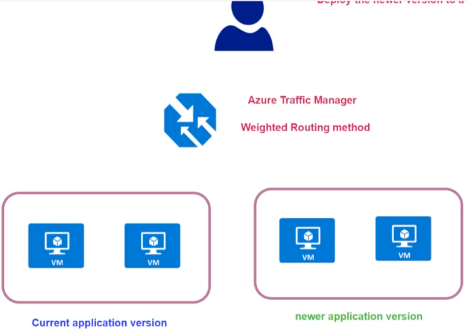 Deploy the newer version to a
Azure Traffic Manager
Weighted Routing method
VM
VM
VM
VM
Current application version
newer application version